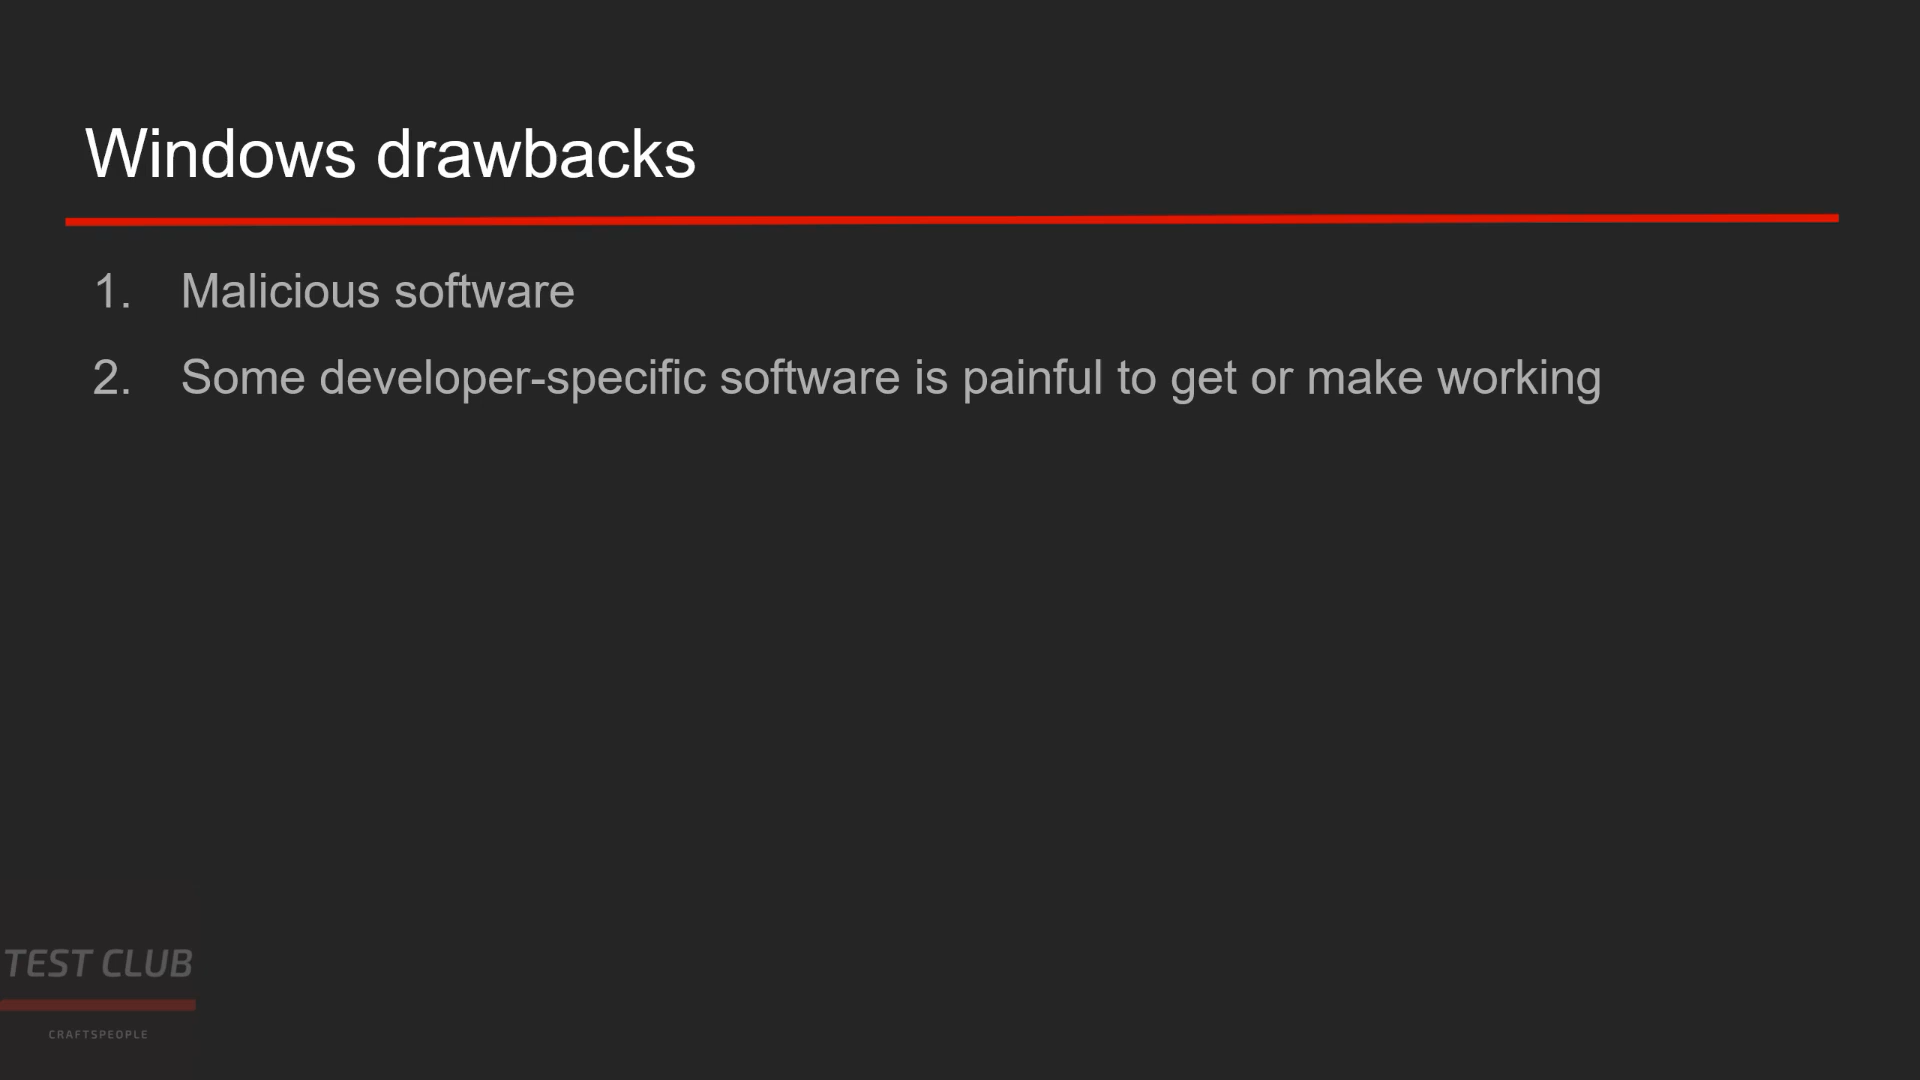 Windows drawbacks
1. Malicious software
2. Some developer-specific software is painful to get or make working
TEST CLUB
CRAFTSPEOPLE